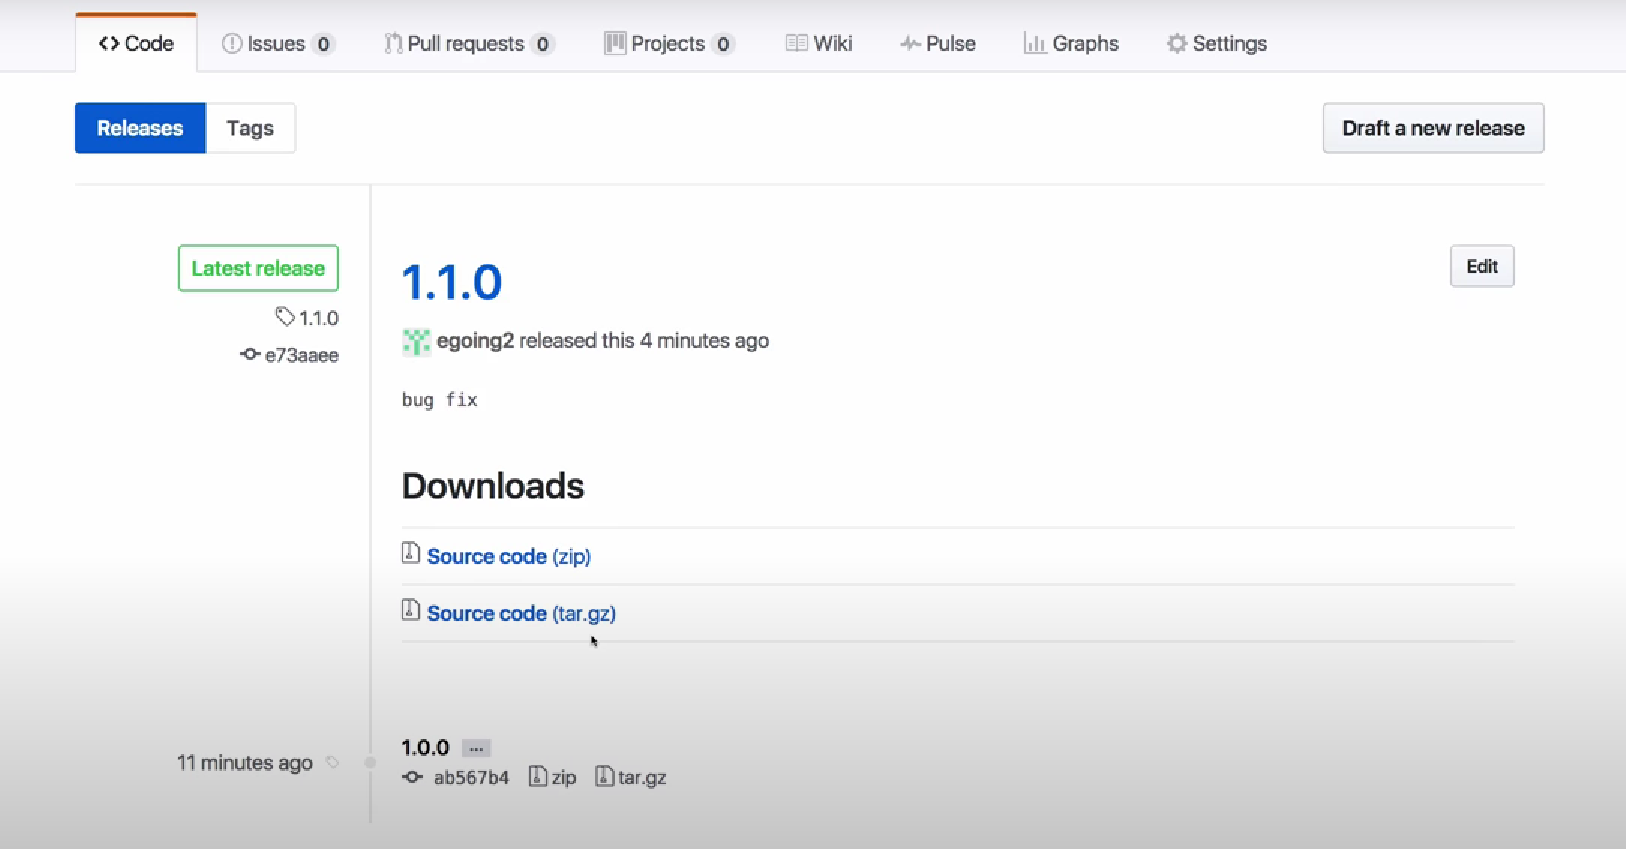 Code Issues 0 Pull requests 0 Projects 0 Wiki Pulse Graphs Settings
Releases Tags Draft a new release
Latest release
1.1.0
e73aaee
1.1.0
Edit
egoing2 released this 4 minutes ago
bug fix
Downloads
Source code (zip)
Source code (tar.gz)
11 minutes ago
1.0.0 ...
ab567b4 zip tar.gz